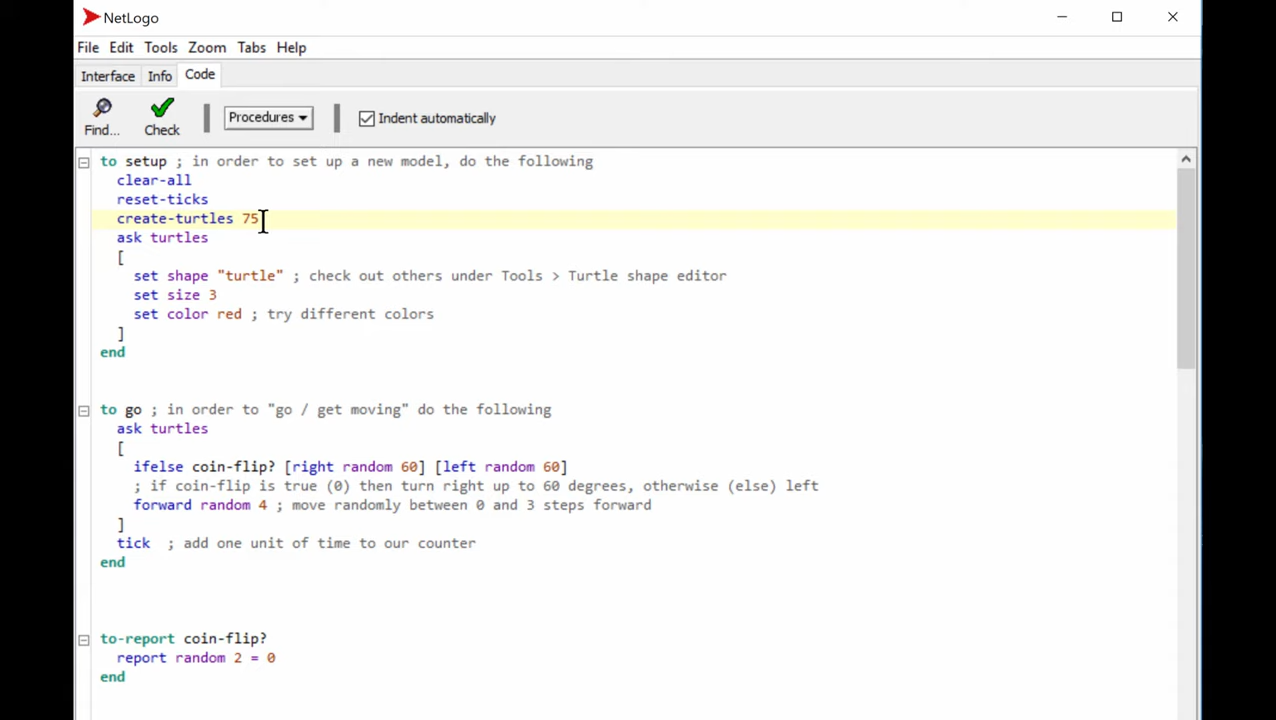 NetLogo
File Edit Tools Zoom Tabs Help
Interface Info Code
Find... Check Procedures Indent automatically
to setup ; in order to set up a new model, do the following
clear-all
reset-ticks
create-turtles 75
ask turtles
[
set shape "turtle" ; check out others under Tools > Turtle shape editor
set size 3
set color red ; try different colors
]
end
to go ; in order to "go / get moving" do the following
ask turtles
[
ifelse coin-flip? [right random 60] [left random 60]
; if coin-flip is true (0) then turn right up to 60 degrees, otherwise (else) left
forward random 4 ; move randomly between 0 and 3 steps forward
]
tick ; add one unit of time to our counter
end
to-report coin-flip?
report random 2 = 0
end